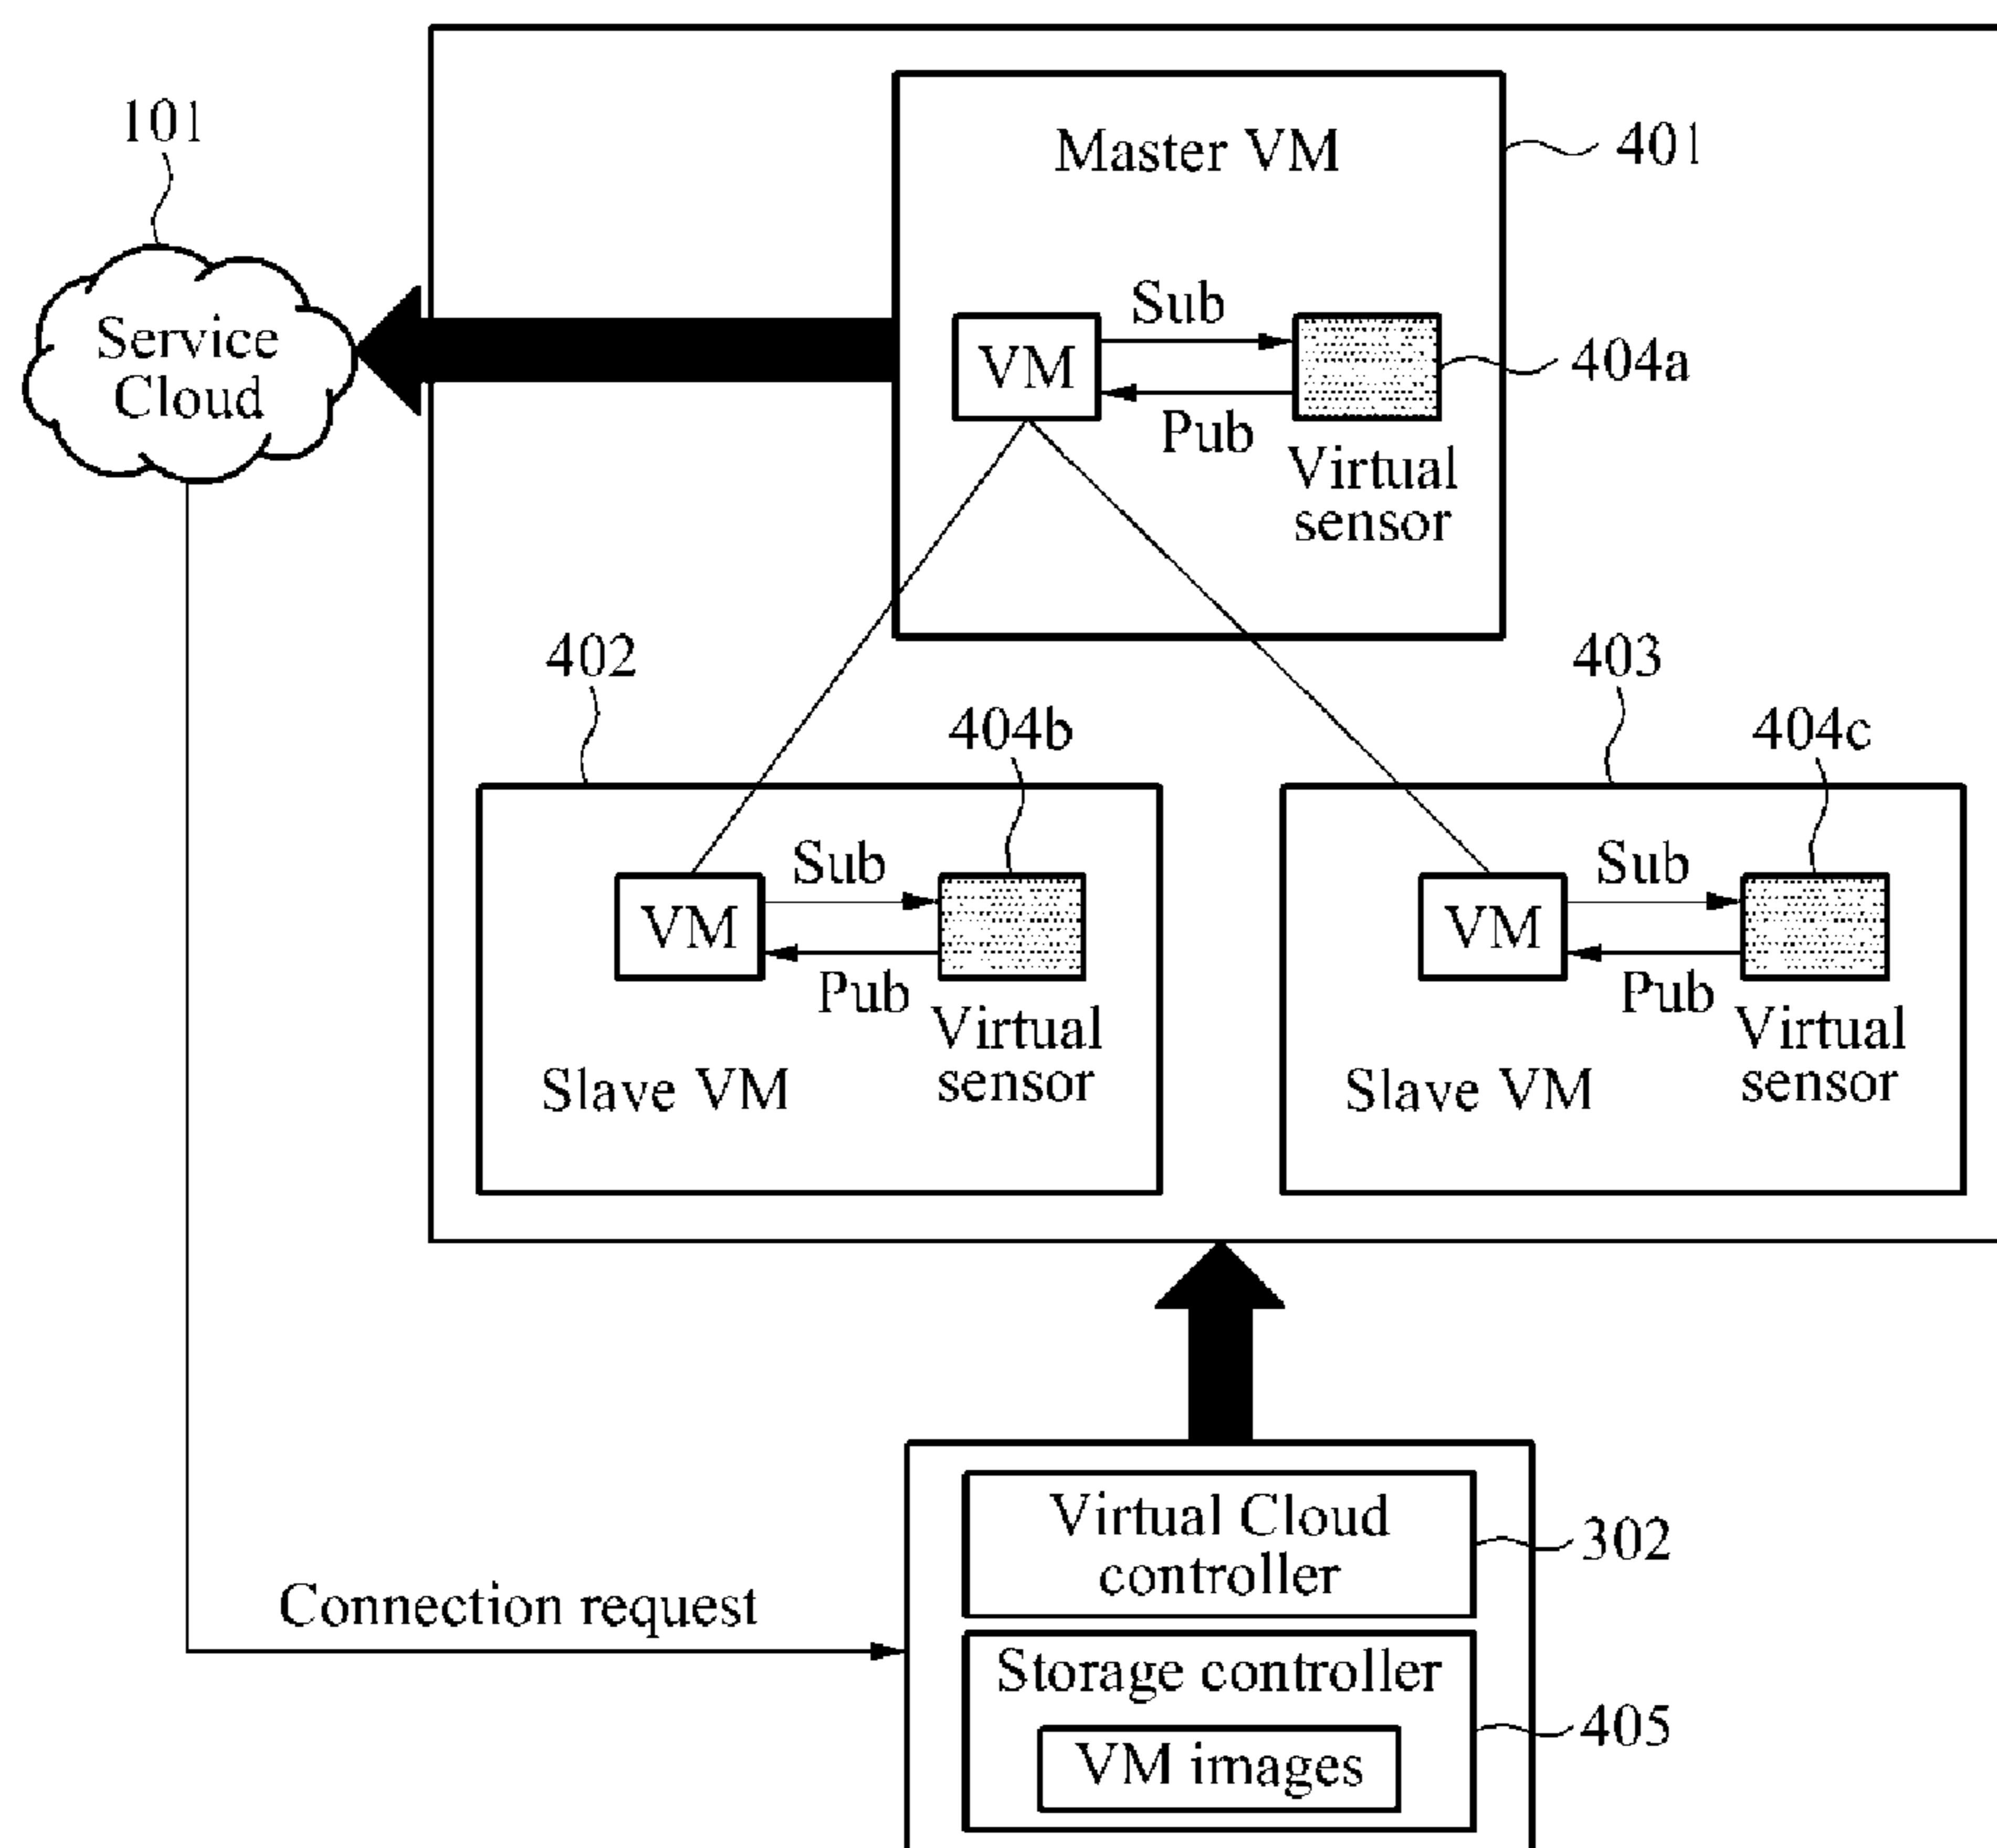 101
Service
Cloud
Master VM
401
VM
Sub
Pub
404a
Virtual
sensor
402
404b
VM
Sub
Pub
Virtual
sensor
Slave VM
403
404c
VM
Sub
Pub
Virtual
sensor
Slave VM
Connection request
Virtual Cloud
controller
302
Storage controller
VM images
405